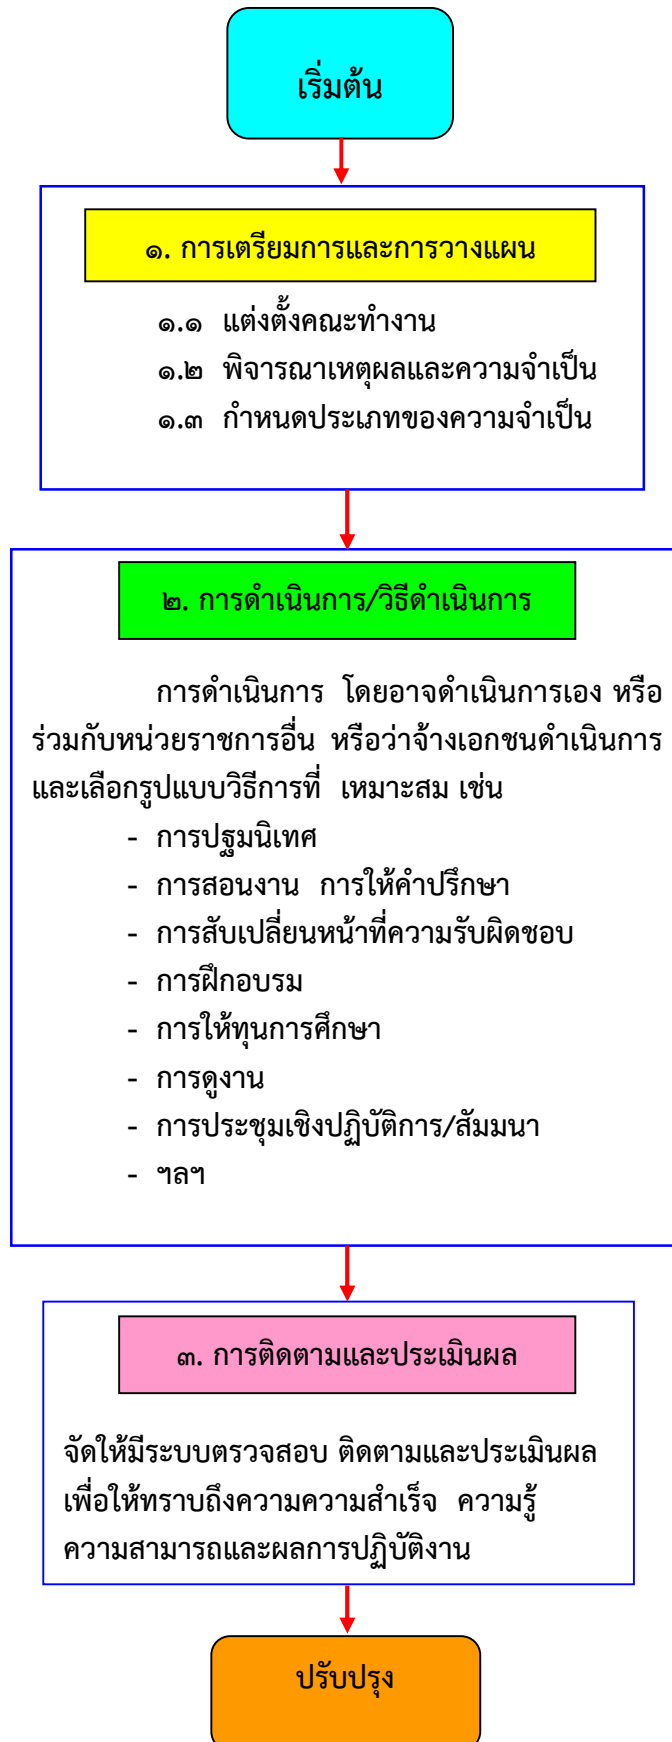 เริ่มต้น
๑. การเตรียมการและการวางแผน
๑.๑ แต่งตั้งคณะทำงาน
๑.๒ พิจารณาเหตุผลและความจำเป็น
๑.๓ กำหนดประเภทของความจำเป็น
๒. การดำเนินการ/วิธีดำเนินการ
การดำเนินการ โดยอาจดำเนินการเอง หรือ
ร่วมกับหน่วยราชการอื่น หรือว่าจ้างเอกชนดำเนินการ
และเลือกรูปแบบวิธีการที่ เหมาะสม เช่น
- การปฐมนิเทศ
- การสอนงาน การให้คำปรึกษา
- การสับเปลี่ยนหน้าที่ความรับผิดชอบ
- การฝึกอบรม
- การให้ทุนการศึกษา
- การดูงาน
- การประชุมเชิงปฏิบัติการ/สัมมนา
- ฯลฯ
๓. การติดตามและประเมินผล
จัดให้มีระบบตรวจสอบ ติดตามและประเมินผล
เพื่อให้ทราบถึงความความสำเร็จ ความรู้
ความสามารถและผลการปฏิบัติงาน
ปรับปรุง